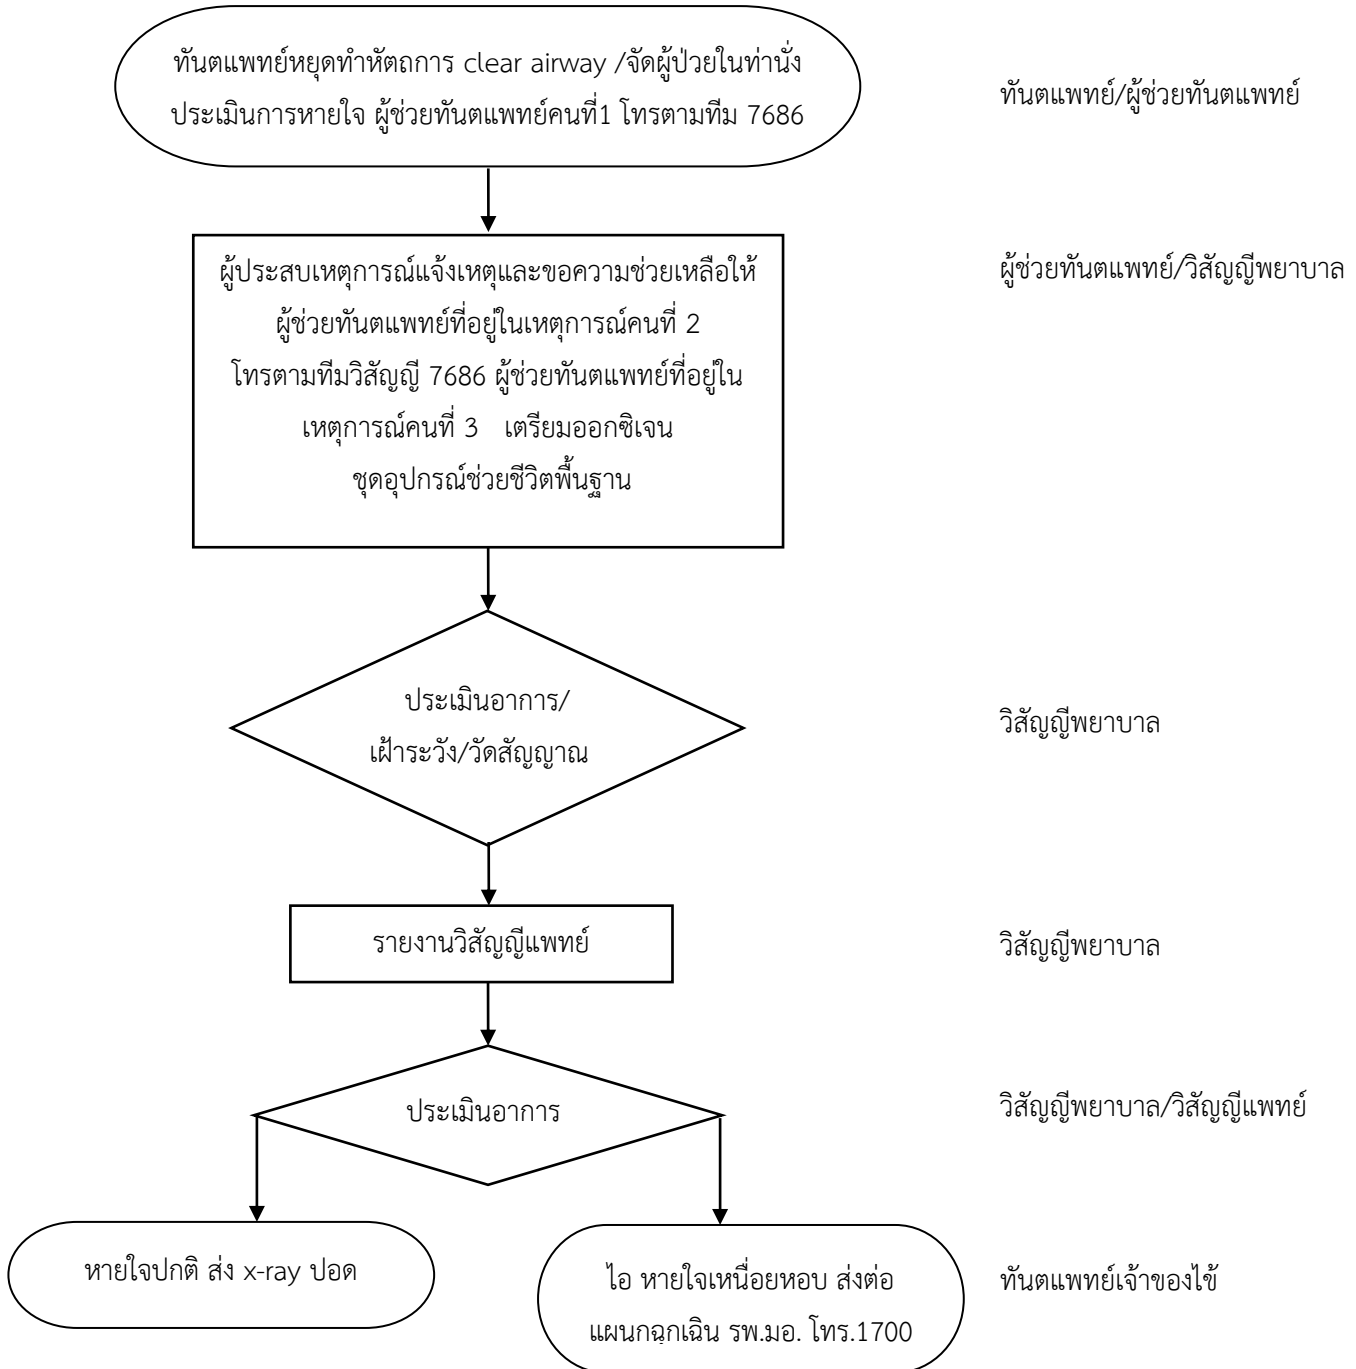 ทันตแพทย์หยุดทำหัตถการ clear airway /จัดผู้ป่วยในท่านั่ง
ประเมินการหายใจ ผู้ช่วยทันตแพทย์คนที่1 โทรตามทีม 7686
ทันตแพทย์/ผู้ช่วยทันตแพทย์
ผู้ประสบเหตุการณ์แจ้งเหตุและขอความช่วยเหลือให้
ผู้ช่วยทันตแพทย์ที่อยู่ในเหตุการณ์คนที่ 2
โทรตามทีมวิสัญญี 7686 ผู้ช่วยทันตแพทย์ที่อยู่ใน
เหตุการณ์คนที่ 3 เตรียมออกซิเจน
ชุดอุปกรณ์ช่วยชีวิตพื้นฐาน
ผู้ช่วยทันตแพทย์/วิสัญญีพยาบาล
ประเมินอาการ/
เฝ้าระวัง/วัดสัญญาณ
วิสัญญีพยาบาล
รายงานวิสัญญีแพทย์
วิสัญญีพยาบาล
ประเมินอาการ
วิสัญญีพยาบาล/วิสัญญีแพทย์
หายใจปกติ ส่ง x-ray ปอด
ไอ หายใจเหนื่อยหอบ ส่งต่อ
แผนกฉุกเฉิน รพ.มอ. โทร.1700
ทันตแพทย์เจ้าของไข้